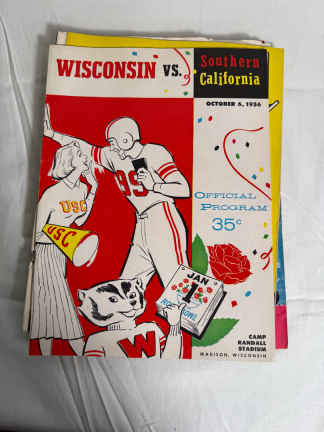 WISCONSIN VS.
Southern
California
OCTOBER 6, 1956
OFFICIAL
PROGRAM
35¢
USC
USC
JAN
1
W
CAMP
RANDALL
STADIUM
MADISON, WISCONSIN